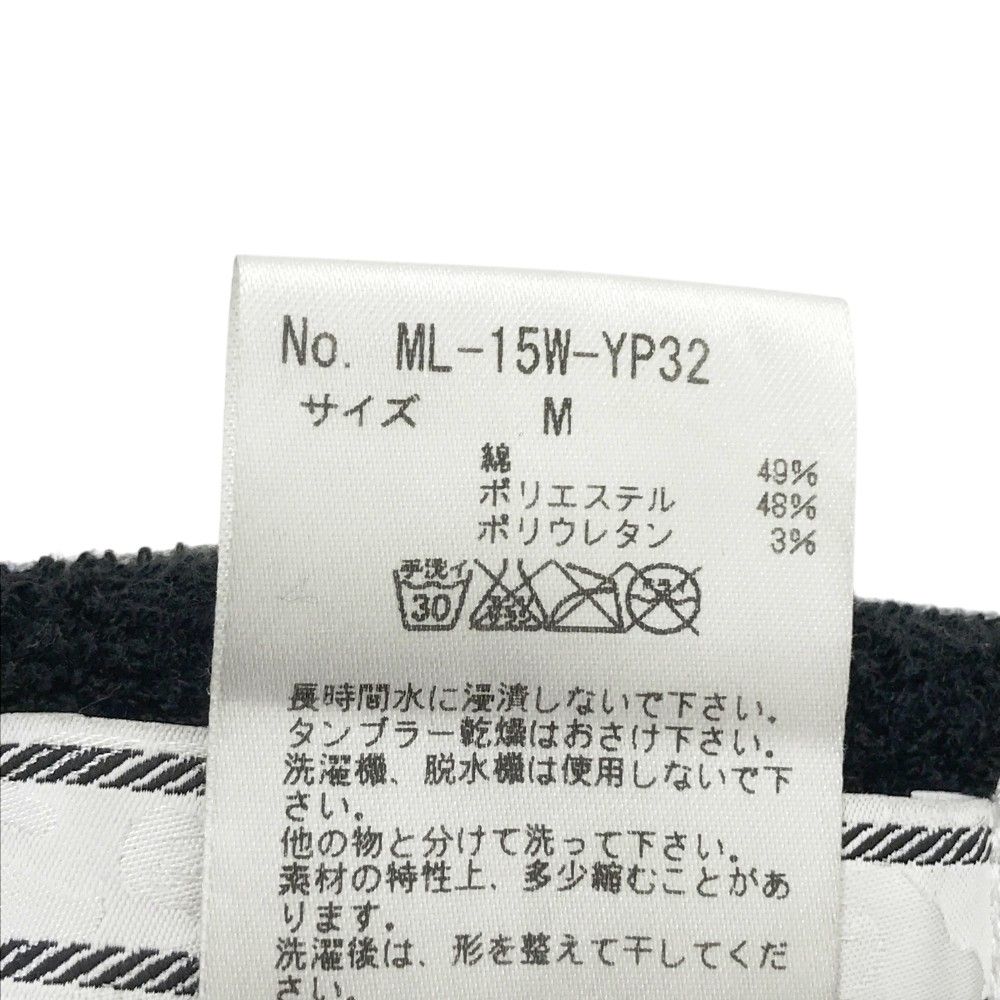 No. ML-15W-YP32
サイズ M
綿 49%
ポリエステル 48%
ポリウレタン 3%
手洗イ
30
長時間水に浸漬しないで下さい。
タンブラー乾燥はおさけ下さい。
洗濯機、脱水機は使用しないで下
さい。
他の物と分けて洗って下さい。
素材の特性上、多少縮むことがあ
ります。
洗濯後は、形を整えて干してくだ
さい。